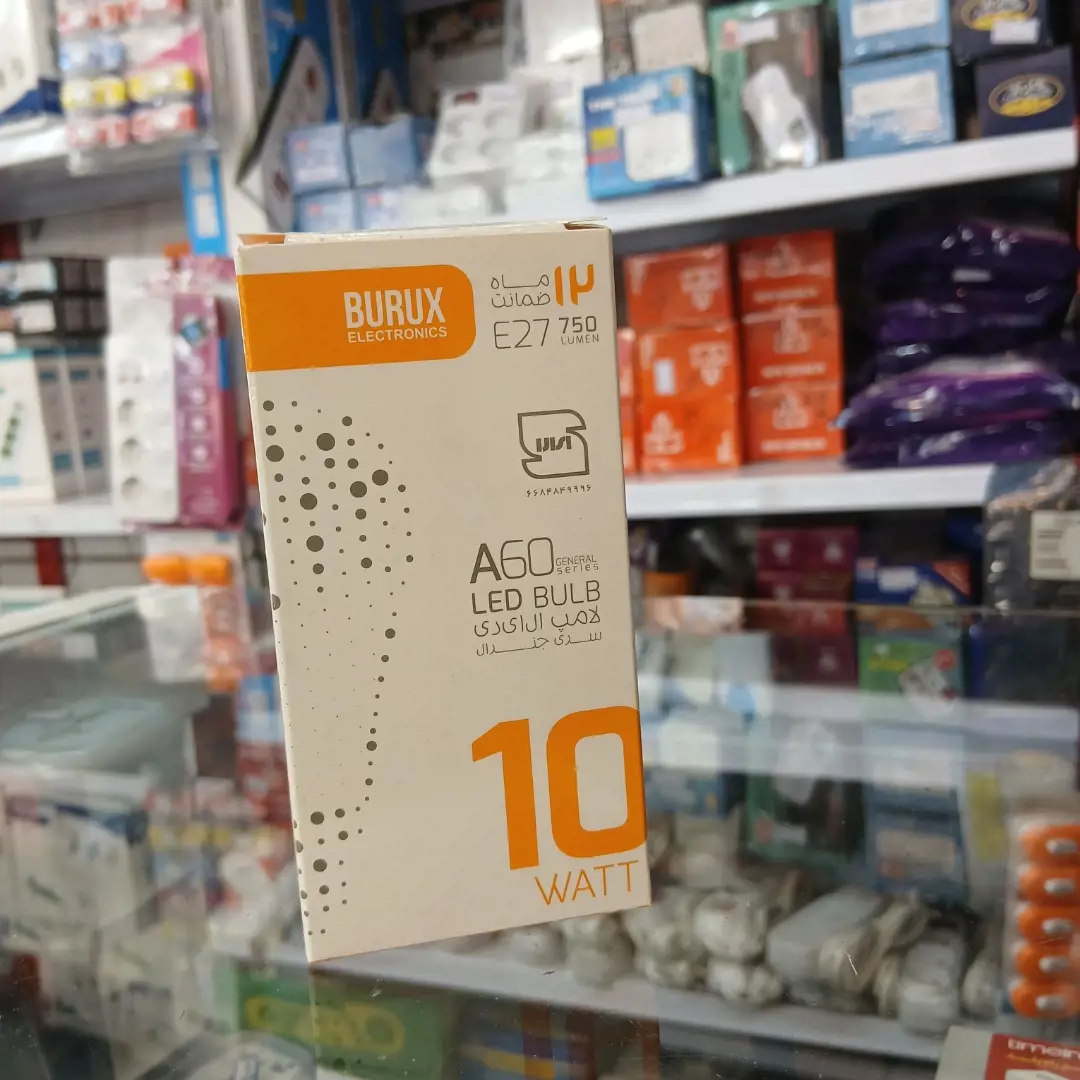 BURUX
ELECTRONICS
۱۲ ماه
ضمانت
E27 750
LUMEN
۶۶۸۴۸۴۹۹۹۶
A60 GENERAL
series
LED BULB
لامپ ال‌ای‌دی
سری جنرال
10
WATT